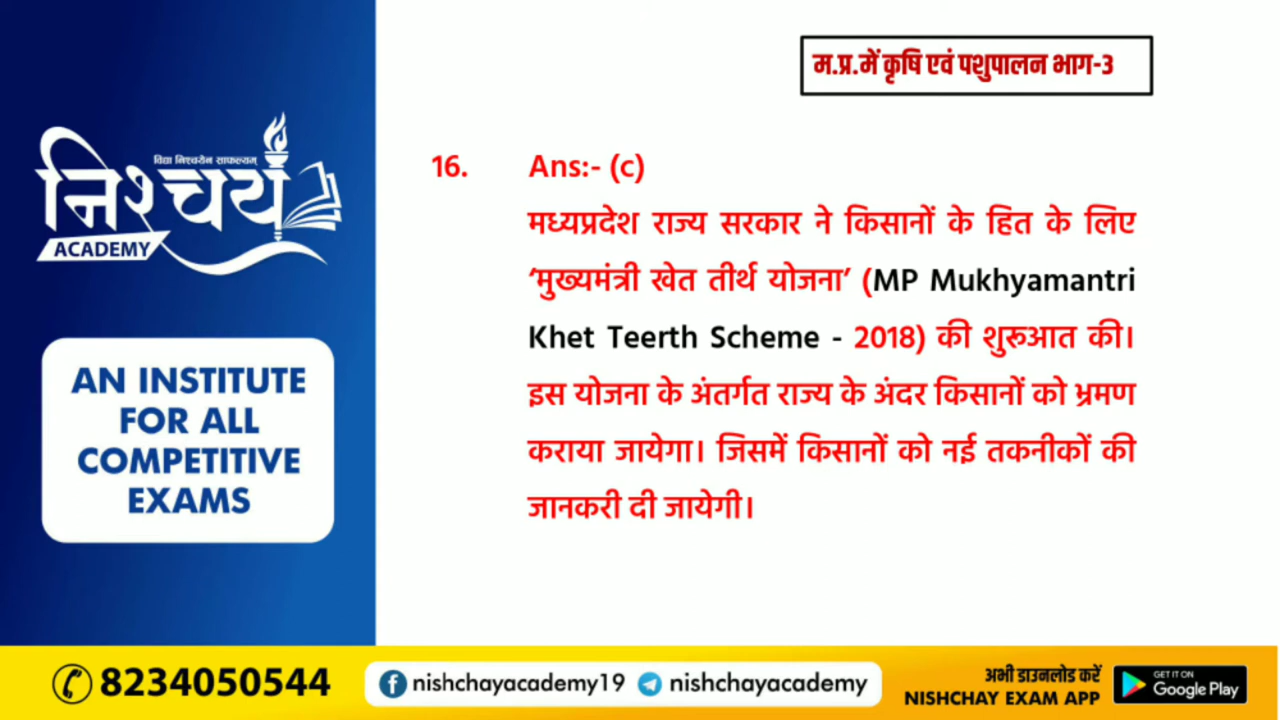 म.प्र.में कृषि एवं पशुपालन भाग-3
विद्या निश्चयेन साफल्यम्
निश्चय
ACADEMY
AN INSTITUTE
FOR ALL
COMPETITIVE
EXAMS
16. Ans:- (c)
मध्यप्रदेश राज्य सरकार ने किसानों के हित के लिए
‘मुख्यमंत्री खेत तीर्थ योजना’ (MP Mukhyamantri
Khet Teerth Scheme - 2018) की शुरूआत की।
इस योजना के अंतर्गत राज्य के अंदर किसानों को भ्रमण
कराया जायेगा। जिसमें किसानों को नई तकनीकों की
जानकरी दी जायेगी।
8234050544
nishchayacademy19 nishchayacademy
अभी डाउनलोड करें
NISHCHAY EXAM APP
GET IT ON
Google Play